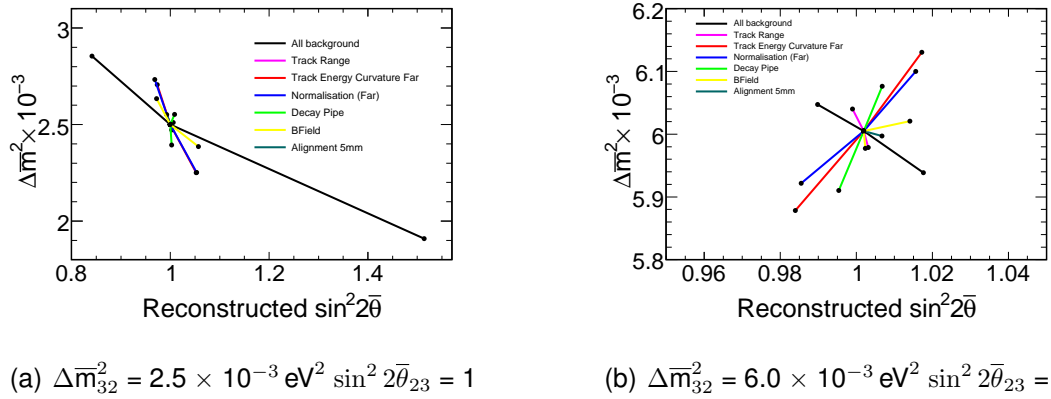 3
2.5
2
Δm̅² × 10⁻³
All background
Track Range
Track Energy Curvature Far
Normalisation (Far)
Decay Pipe
BField
Alignment 5mm
0.8 1 1.2 1.4
Reconstructed sin²2θ̅
6.2
6.1
6
5.9
5.8
Δm̅² × 10⁻³
All background
Track Range
Track Energy Curvature Far
Normalisation (Far)
Decay Pipe
BField
Alignment 5mm
0.96 0.98 1 1.02 1.04
Reconstructed sin²2θ̅
(a) Δm̅²₃₂ = 2.5 × 10⁻³ eV² sin² 2θ̅₂₃ = 1
(b) Δm̅²₃₂ = 6.0 × 10⁻³ eV² sin² 2θ̅₂₃ =